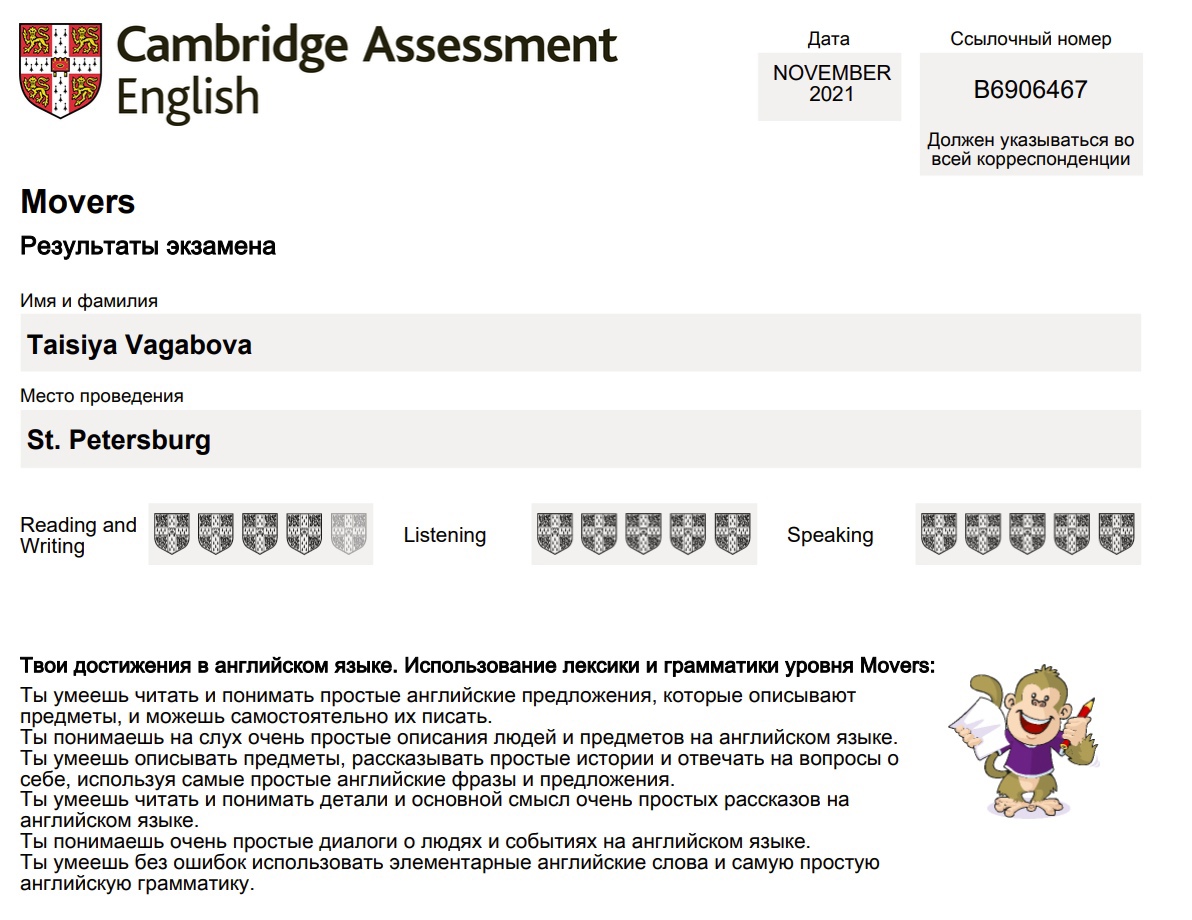 Cambridge Assessment
English
Дата
NOVEMBER
2021
Ссылочный номер
B6906467
Должен указываться во
всей корреспонденции
Movers
Результаты экзамена
Имя и фамилия
Taisiya Vagabova
Место проведения
St. Petersburg
Reading and
Writing
Listening
Speaking
Твои достижения в английском языке. Использование лексики и грамматики уровня Movers:
Ты умеешь читать и понимать простые английские предложения, которые описывают
предметы, и можешь самостоятельно их писать.
Ты понимаешь на слух очень простые описания людей и предметов на английском языке.
Ты умеешь описывать предметы, рассказывать простые истории и отвечать на вопросы о
себе, используя самые простые английские фразы и предложения.
Ты умеешь читать и понимать детали и основной смысл очень простых рассказов на
английском языке.
Ты понимаешь очень простые диалоги о людях и событиях на английском языке.
Ты умеешь без ошибок использовать элементарные английские слова и самую простую
английскую грамматику.